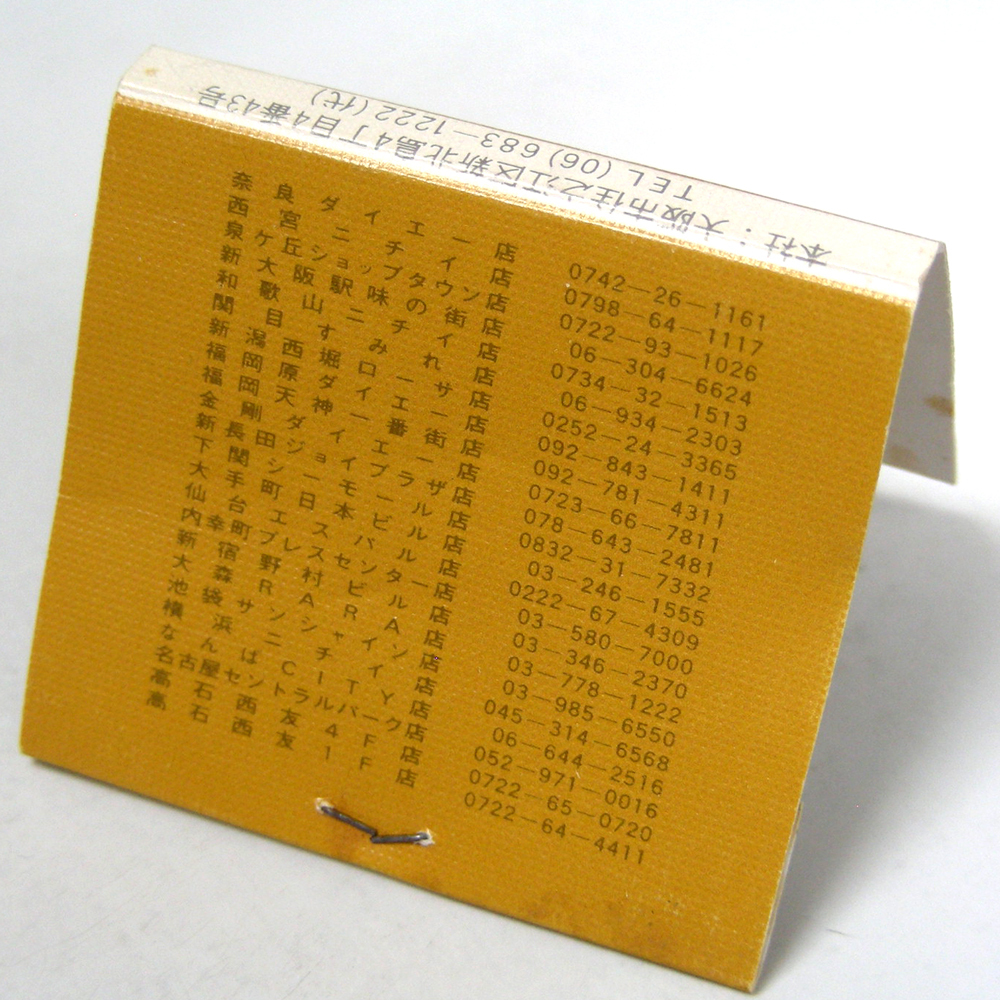 本社：大阪市住之江区新北島4丁目4番43号
TEL (06) 683—1222 (代)
奈良ダイエー店 0742—26—1161
西宮ニチイ店 0798—64—1117
泉ケ丘ショップタウン店 0722—93—1026
新大阪駅味の街店 06—304—6624
和歌山ニチイ店 0734—32—1513
関目すみれ店 06—934—2303
新潟西堀ローサ店 0252—24—3365
福岡原ダイエー店 092—843—1411
福岡天神一番街店 092—781—4311
金剛ダイエー店 0723—66—7811
新長田ジョイプラザ店 078—643—2481
下関シーモール店 0832—31—7332
大手町日本ビル店 03—246—1555
仙台エスパル店 0222—67—4309
内幸町プレスセンター店 03—580—7000
新宿野村ビル店 03—346—2370
大森RARA店 03—778—1222
池袋サンシャイン店 03—985—6550
横浜ニチイ店 045—314—6568
なんばCITY店 06—644—2516
名古屋セントラルパーク店 052—971—0016
高石西友4F店 0722—65—0720
高石西友1F店 0722—64—4411